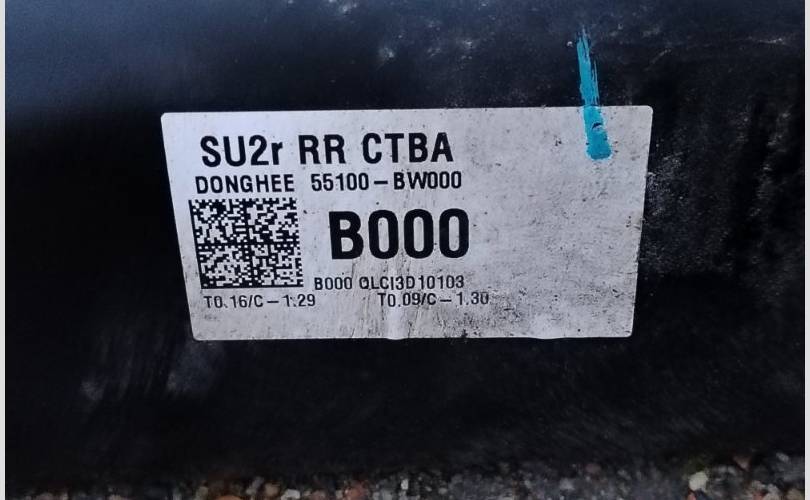 SU2r RR CTBA
DONGHEE 55100-BW000
B000
B000 QLCI3D10103
T0.16/C-1.29 T0.09/C-1.30